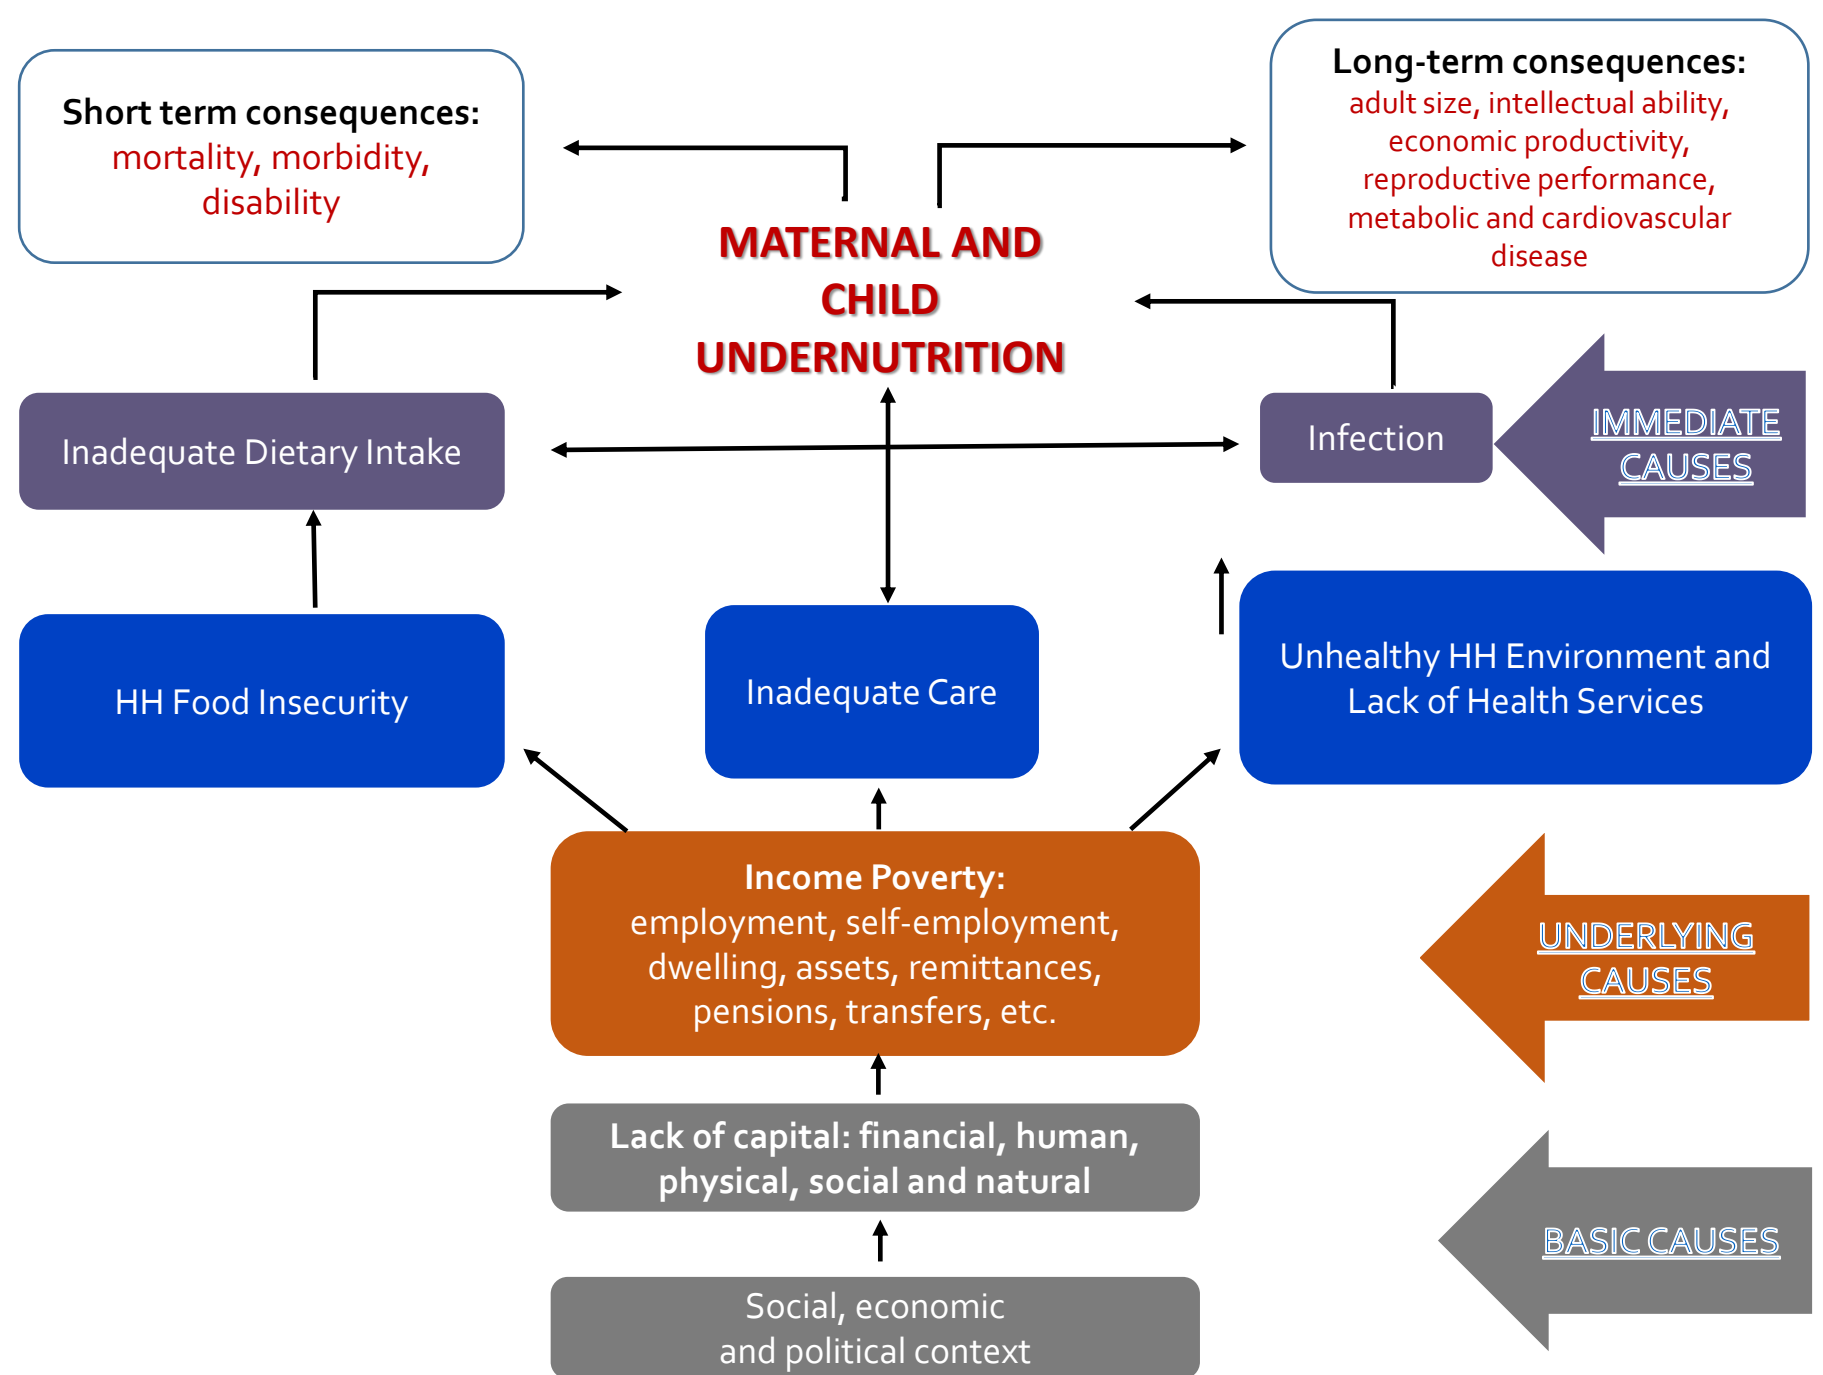 Short term consequences:
mortality, morbidity,
disability
Long-term consequences:
adult size, intellectual ability,
economic productivity,
reproductive performance,
metabolic and cardiovascular
disease
MATERNAL AND
CHILD
UNDERNUTRITION
Inadequate Dietary Intake
Infection
IMMEDIATE
CAUSES
HH Food Insecurity
Inadequate Care
Unhealthy HH Environment and
Lack of Health Services
Income Poverty:
employment, self-employment,
dwelling, assets, remittances,
pensions, transfers, etc.
UNDERLYING
CAUSES
Lack of capital: financial, human,
physical, social and natural
BASIC CAUSES
Social, economic
and political context